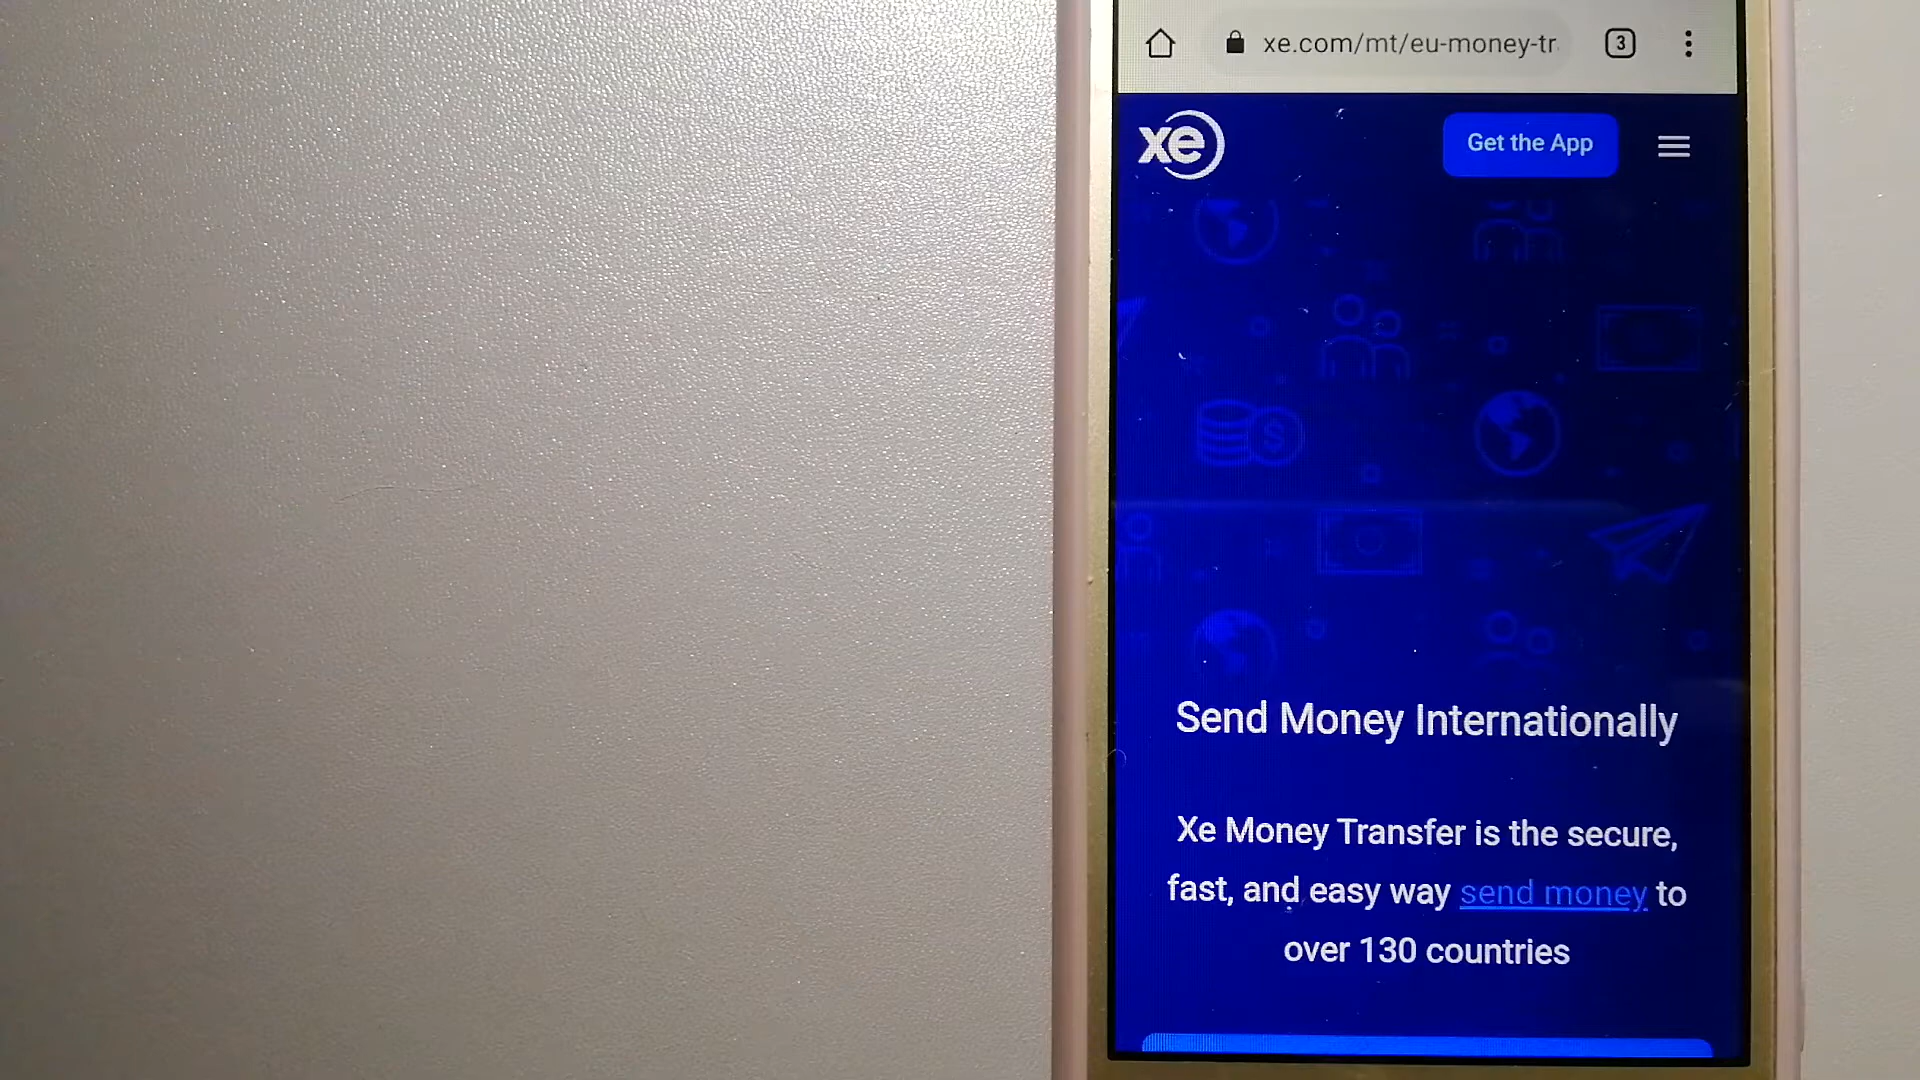 xe.com/mt/eu-money-tr
3
xe
Get the App
Send Money Internationally
Xe Money Transfer is the secure,
fast, and easy way send money to
over 130 countries